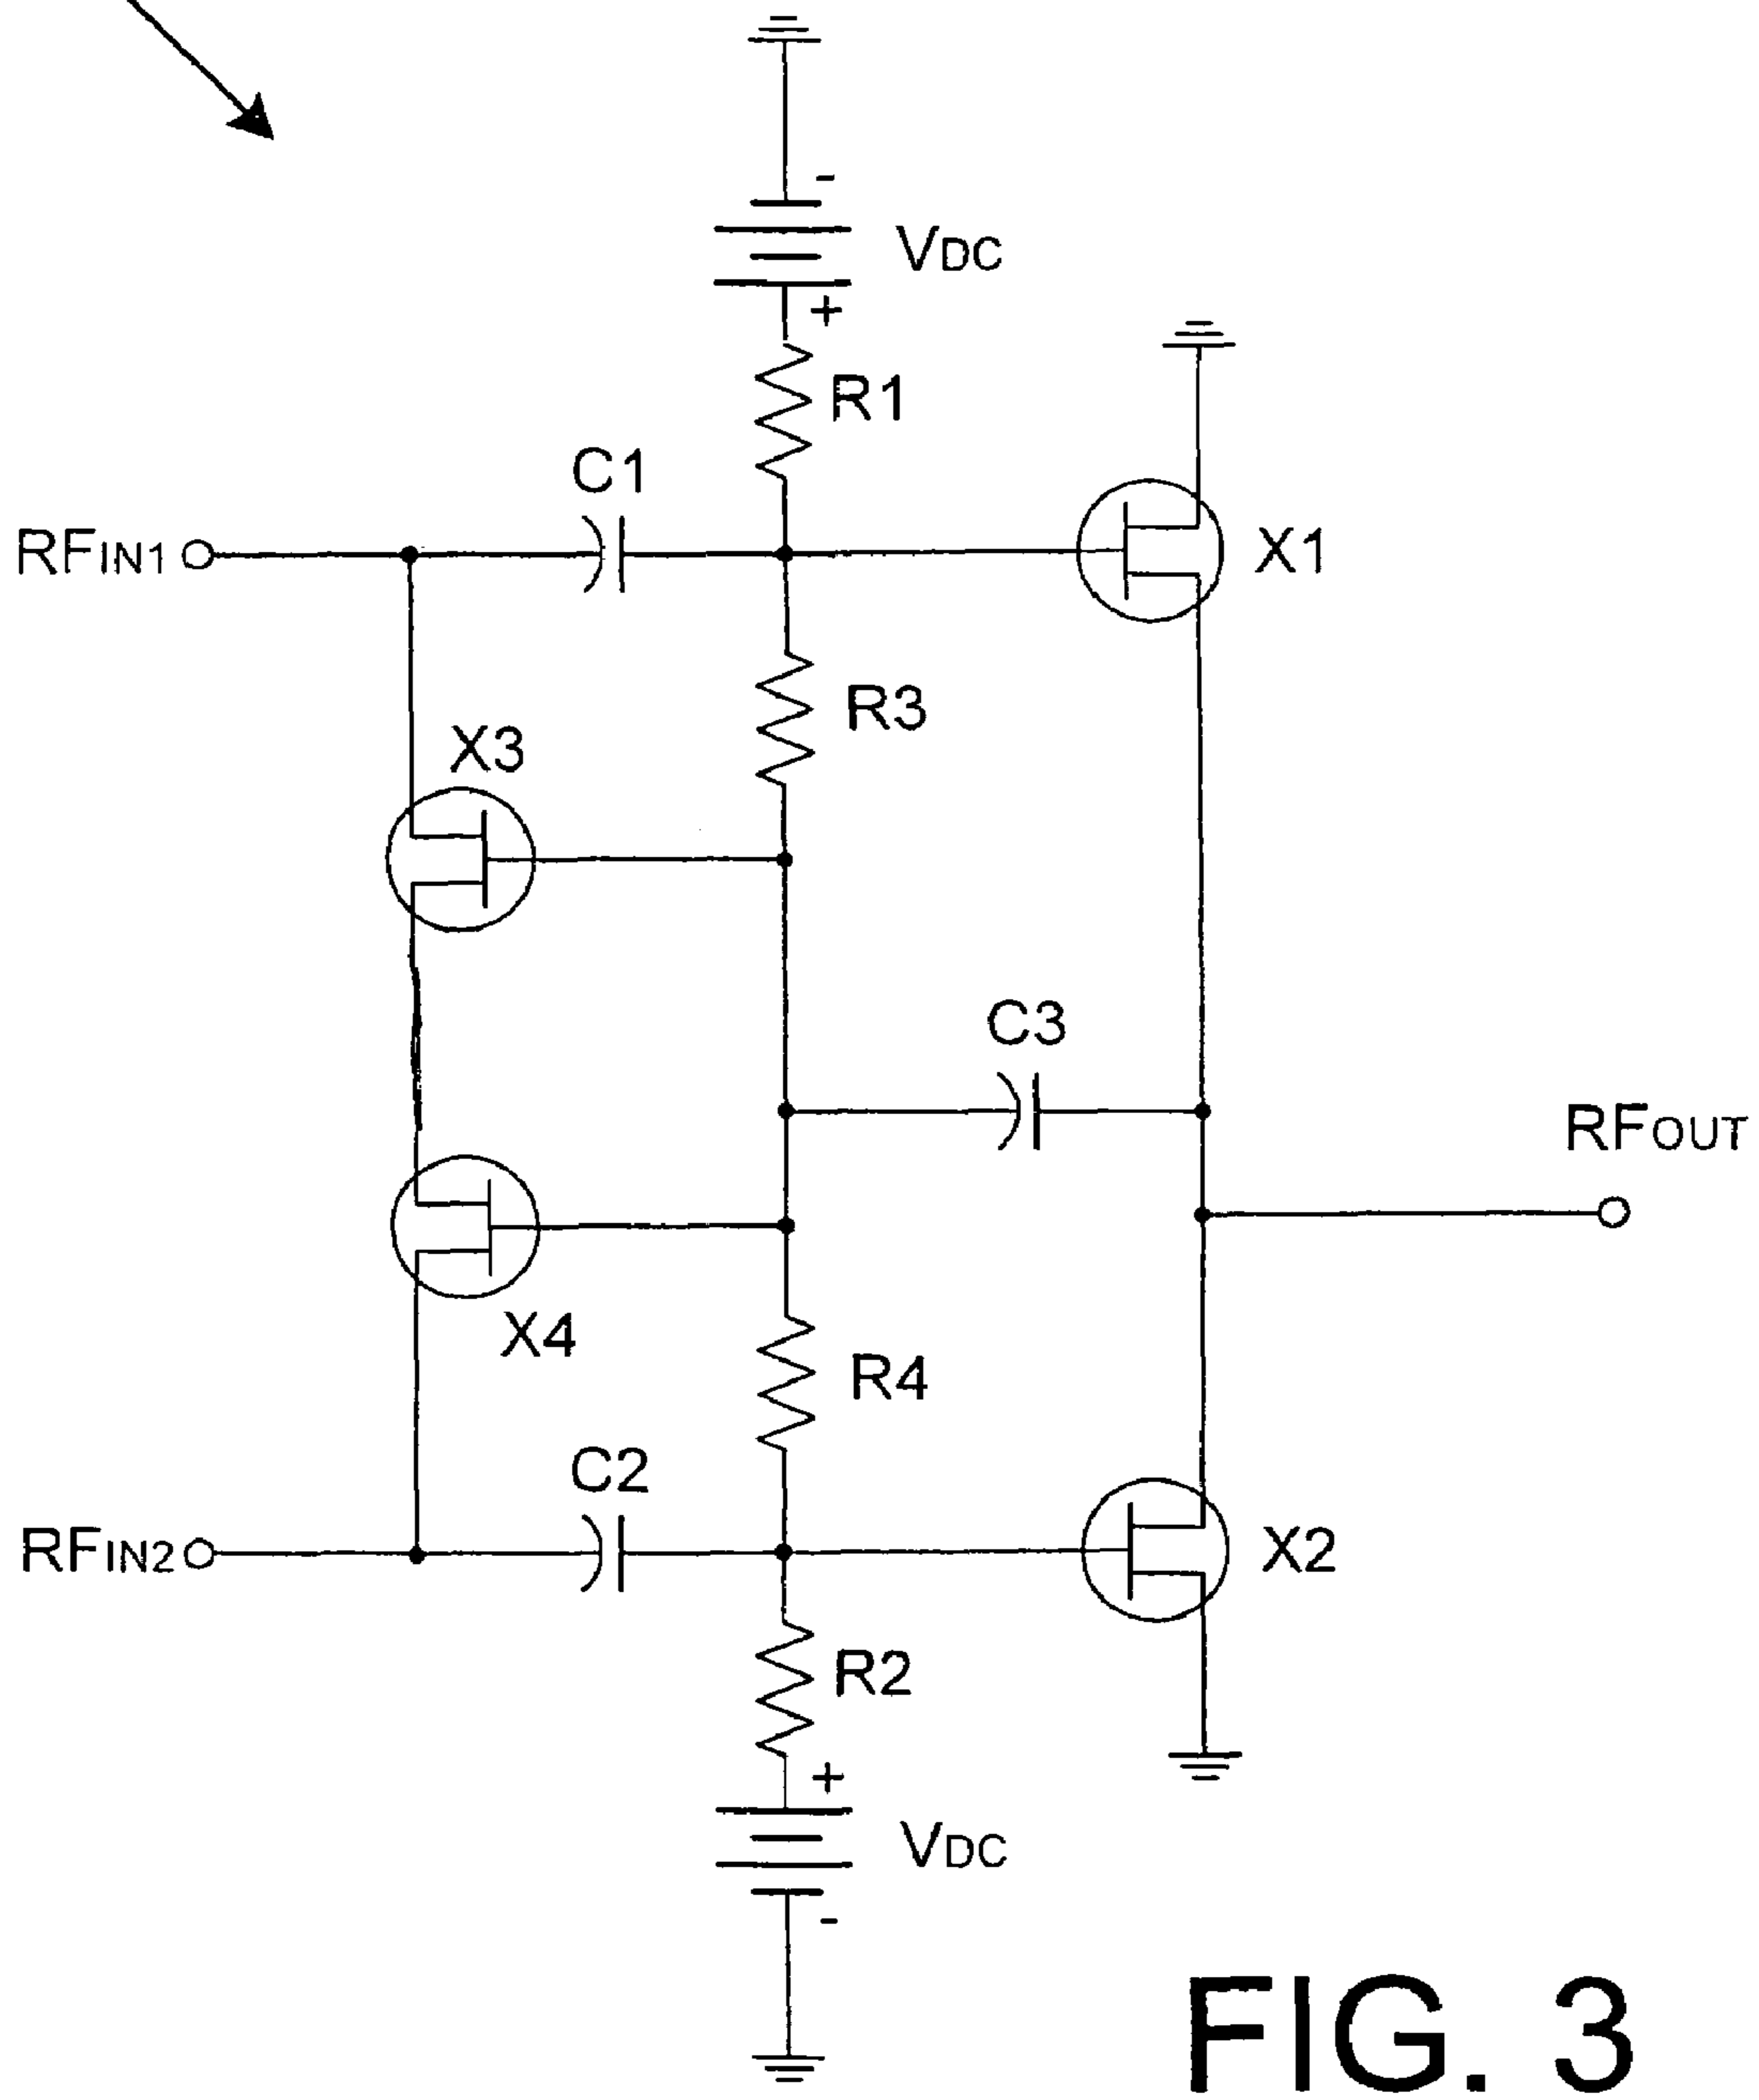 -
VDC
+
R1
C1
RFIN1
X1
R3
X3
C3
RFOUT
X4
R4
C2
RFIN2
X2
R2
+
VDC
-
FIG. 3